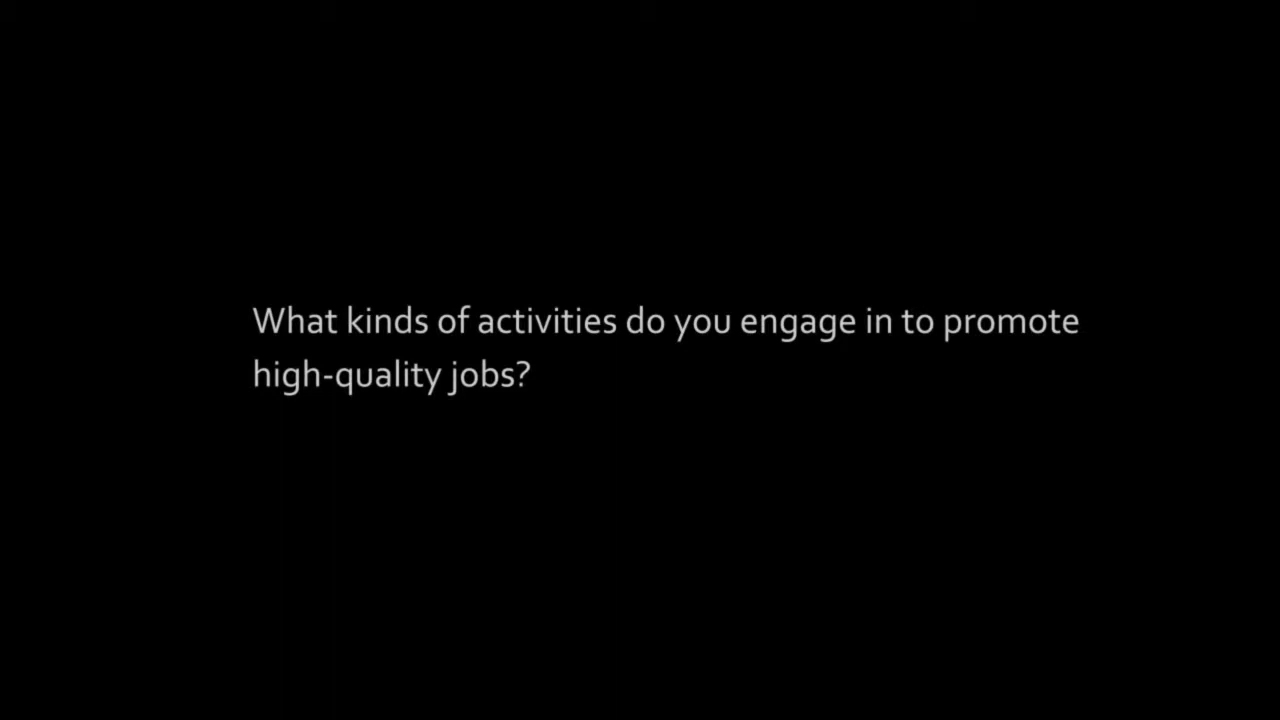 What kinds of activities do you engage in to promote
high-quality jobs?